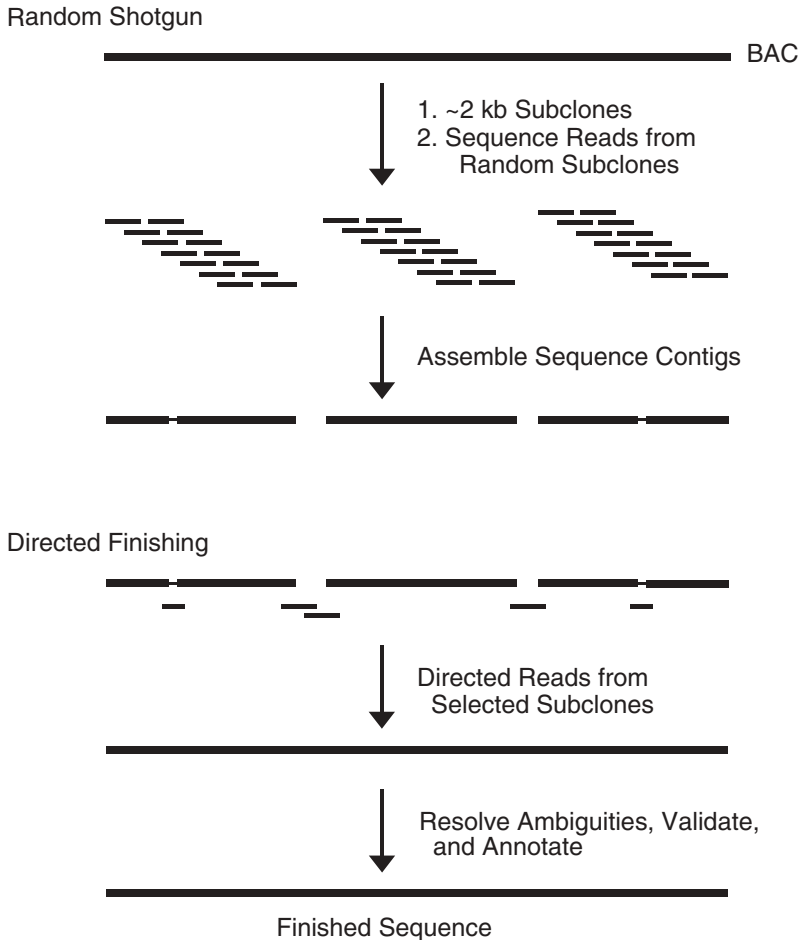 Random Shotgun
BAC
1. ~2 kb Subclones
2. Sequence Reads from
Random Subclones
Assemble Sequence Contigs
Directed Finishing
Directed Reads from
Selected Subclones
Resolve Ambiguities, Validate,
and Annotate
Finished Sequence